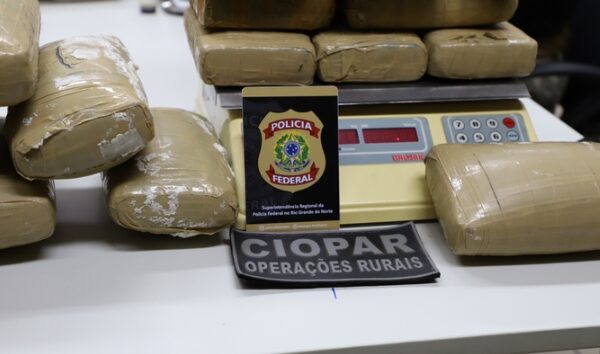 POLICIA
FEDERAL
Superintendência Regional da
Polícia Federal no Rio Grande do Norte
CIOPAR
OPERAÇÕES RURAIS